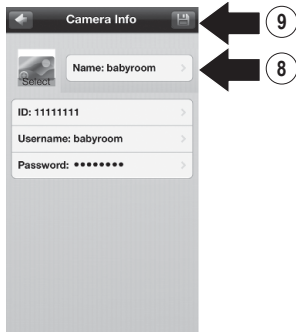 Camera Info
9
Select
Name: babyroom
8
ID: 11111111
Username: babyroom
Password: ••••••••